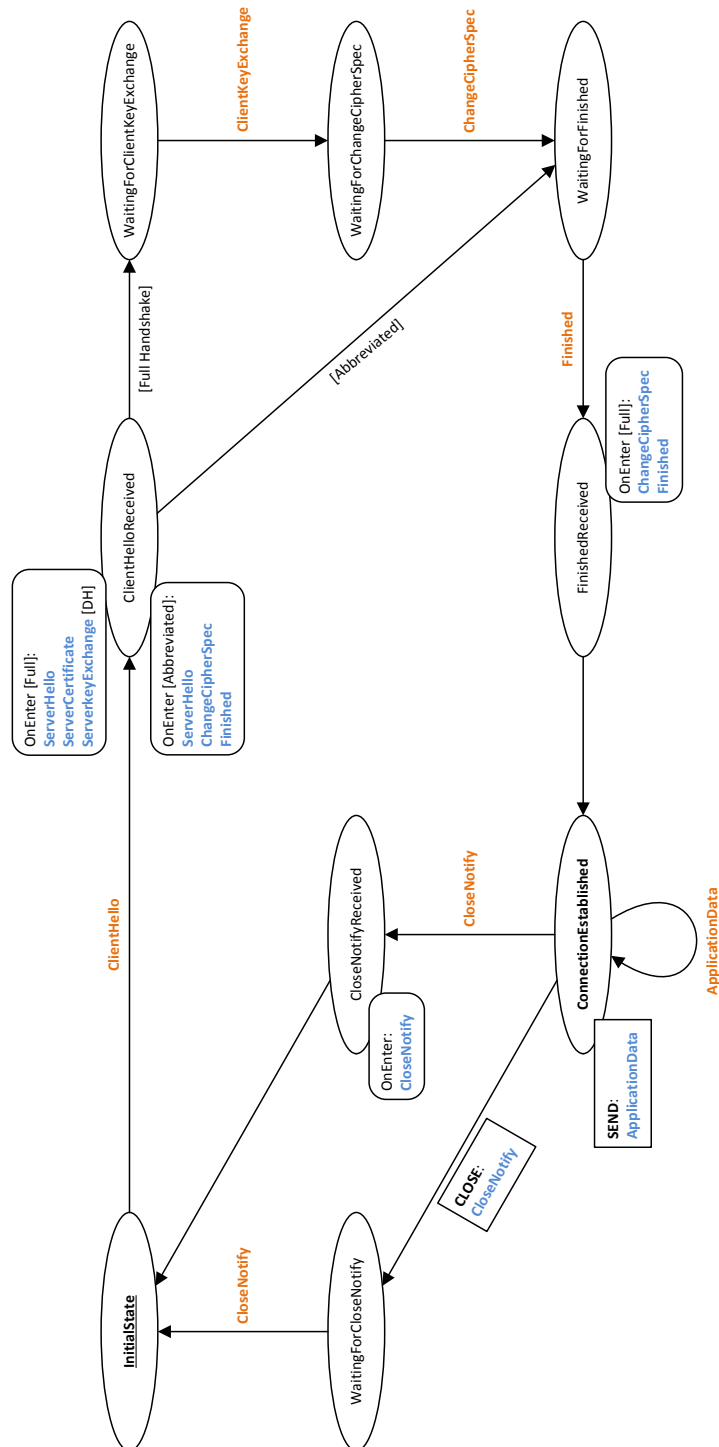 OnEnter [Full]:
ServerHello
ServerCertificate
ServerkeyExchange [DH]
ClientHello
InitialState
ClientHelloReceived
[Full Handshake]
WaitingForClientKeyExchange
OnEnter [Abbreviated]:
ServerHello
ChangeCipherSpec
Finished
CloseNotify
ClientKeyExchange
WaitingForCloseNotify
CloseNotifyReceived
[Abbreviated]
WaitingForChangeCipherSpec
OnEnter:
CloseNotify
CLOSE:
CloseNotify
CloseNotify
ChangeCipherSpec
Finished
ConnectionEstablished
FinishedReceived
WaitingForFinished
SEND:
ApplicationData
OnEnter [Full]:
ChangeCipherSpec
Finished
ApplicationData